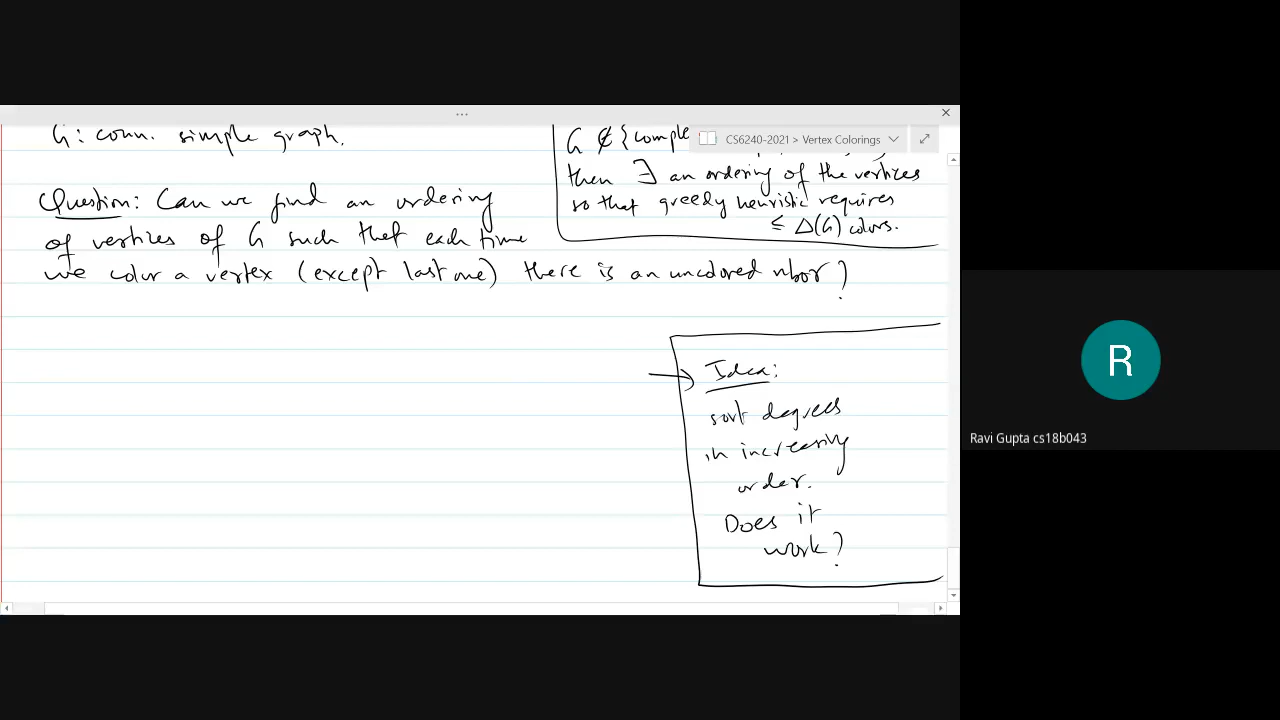 G: conn. simple graph.
Question: Can we find an ordering
of vertices of G such that each time
we color a vertex (except last one) there is an uncolored nbor?
G ∉ {comple
CS6240-2021 > Vertex Colorings
then ∃ an ordering of the vertices
so that greedy heuristic requires
≤ Δ(G) colors.
Idea:
sort degrees
in increasing
order.
Does it
work?
R
Ravi Gupta cs18b043